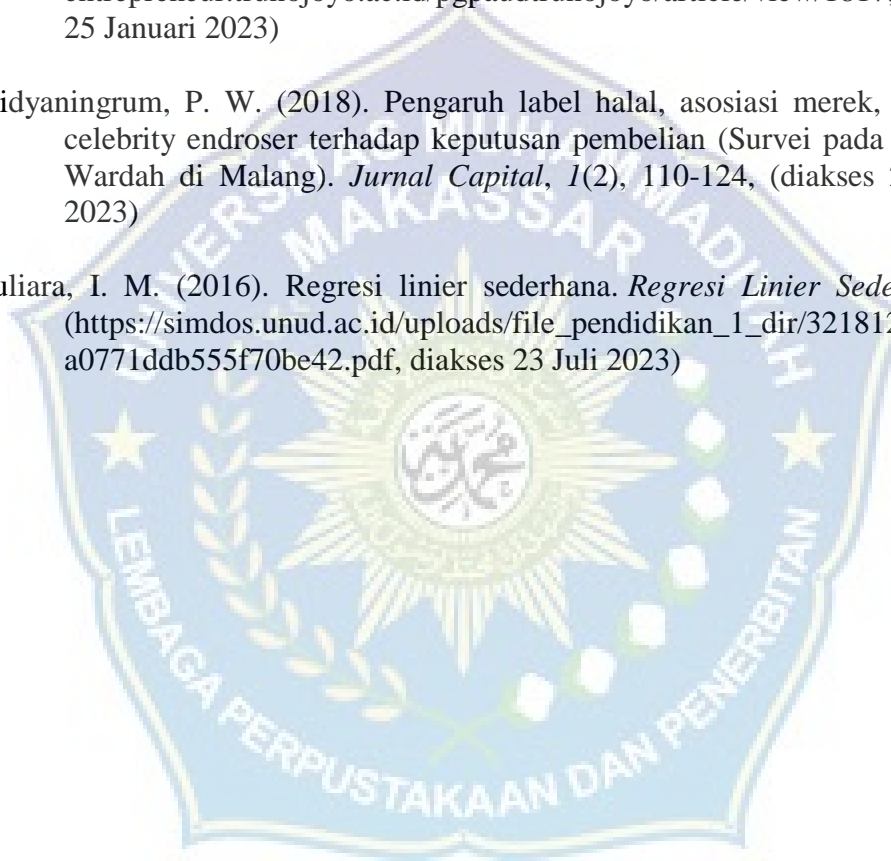 25 Januari 2023)
idyaningrum, P. W. (2018). Pengaruh label halal, asosiasi merek,
celebrity endroser terhadap keputusan pembelian (Survei pada
Wardah di Malang). Jurnal Capital, 1(2), 110-124, (diakses
2023)
uliara, I. M. (2016). Regresi linier sederhana. Regresi Linier Sede
(https://simdos.unud.ac.id/uploads/file_pendidikan_1_dir/321812
a0771ddb555f70be42.pdf, diakses 23 Juli 2023)
UNIVERSITAS MUHAMMADIYAH
MAKASSAR
LEMBAGA PERPUSTAKAAN DAN PENERBITAN